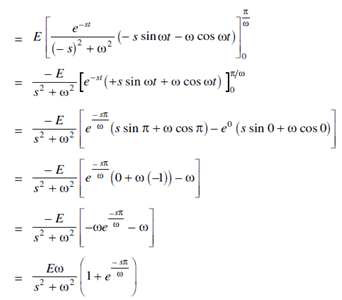 = E [ e^{-st} / ((-s)^2 + ω^2) (-s sin ωt - ω cos ωt) ]_0^{π/ω}
= -E / (s^2 + ω^2) [ e^{-st} (+s sin ωt + ω cos ωt) ]_0^{π/ω}
= -E / (s^2 + ω^2) [ e^{-sπ/ω} (s sin π + ω cos π) - e^0 (s sin 0 + ω cos 0) ]
= -E / (s^2 + ω^2) [ e^{-sπ/ω} (0 + ω (-1)) - ω ]
= -E / (s^2 + ω^2) [ -ωe^{-sπ/ω} - ω ]
= Eω / (s^2 + ω^2) ( 1 + e^{-sπ/ω} )